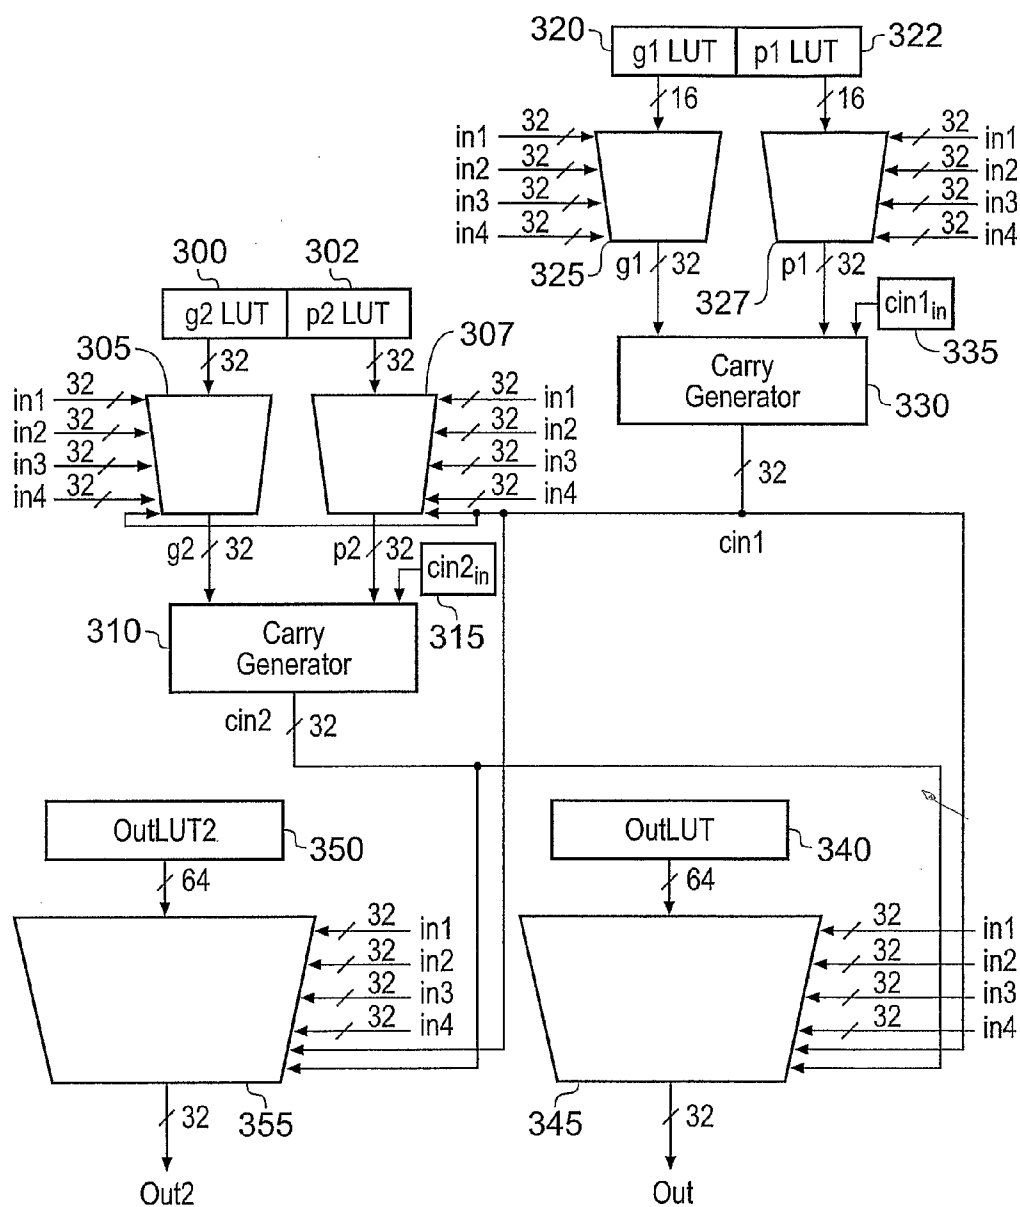 320 g1 LUT p1 LUT 322
16 16
in1 32 32 in1
in2 32 32 in2
in3 32 32 in3
in4 32 32 in4
325 g1 32 327 p1 32
300 302
g2 LUT p2 LUT
cin1in
335
305 32 32 307
Carry
Generator
330
in1 32 32 in1
in2 32 32 in2
in3 32 32 in3
in4 32 32 in4
32
cin1
g2 32 p2 32
cin2in
315
310
Carry
Generator
cin2 32
OutLUT2 350
OutLUT 340
64 64
32 in1 32 in1
32 in2 32 in2
32 in3 32 in3
32 in4 32 in4
32 355 345 32
Out2 Out